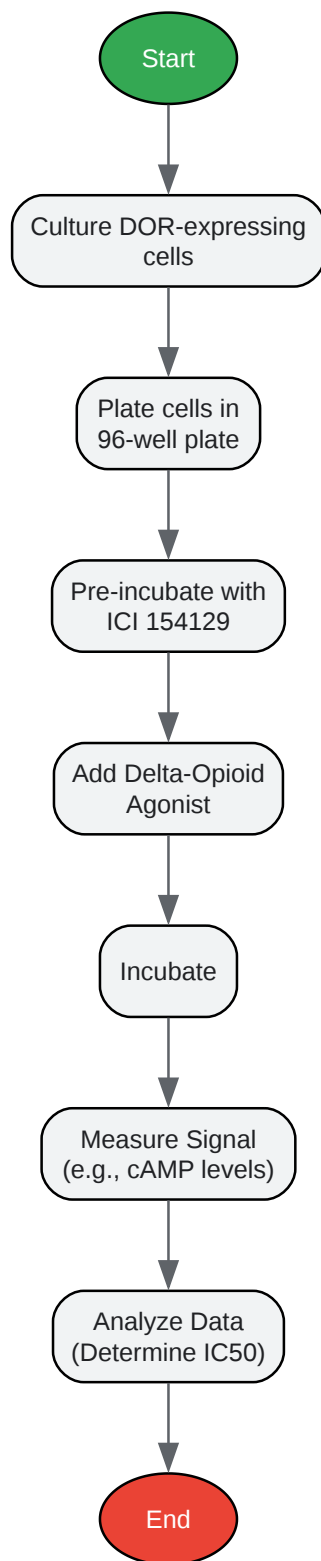 Start
Culture DOR-expressing
cells
Plate cells in
96-well plate
Pre-incubate with
ICI 154129
Add Delta-Opioid
Agonist
Incubate
Measure Signal
(e.g., cAMP levels)
Analyze Data
(Determine IC50)
End